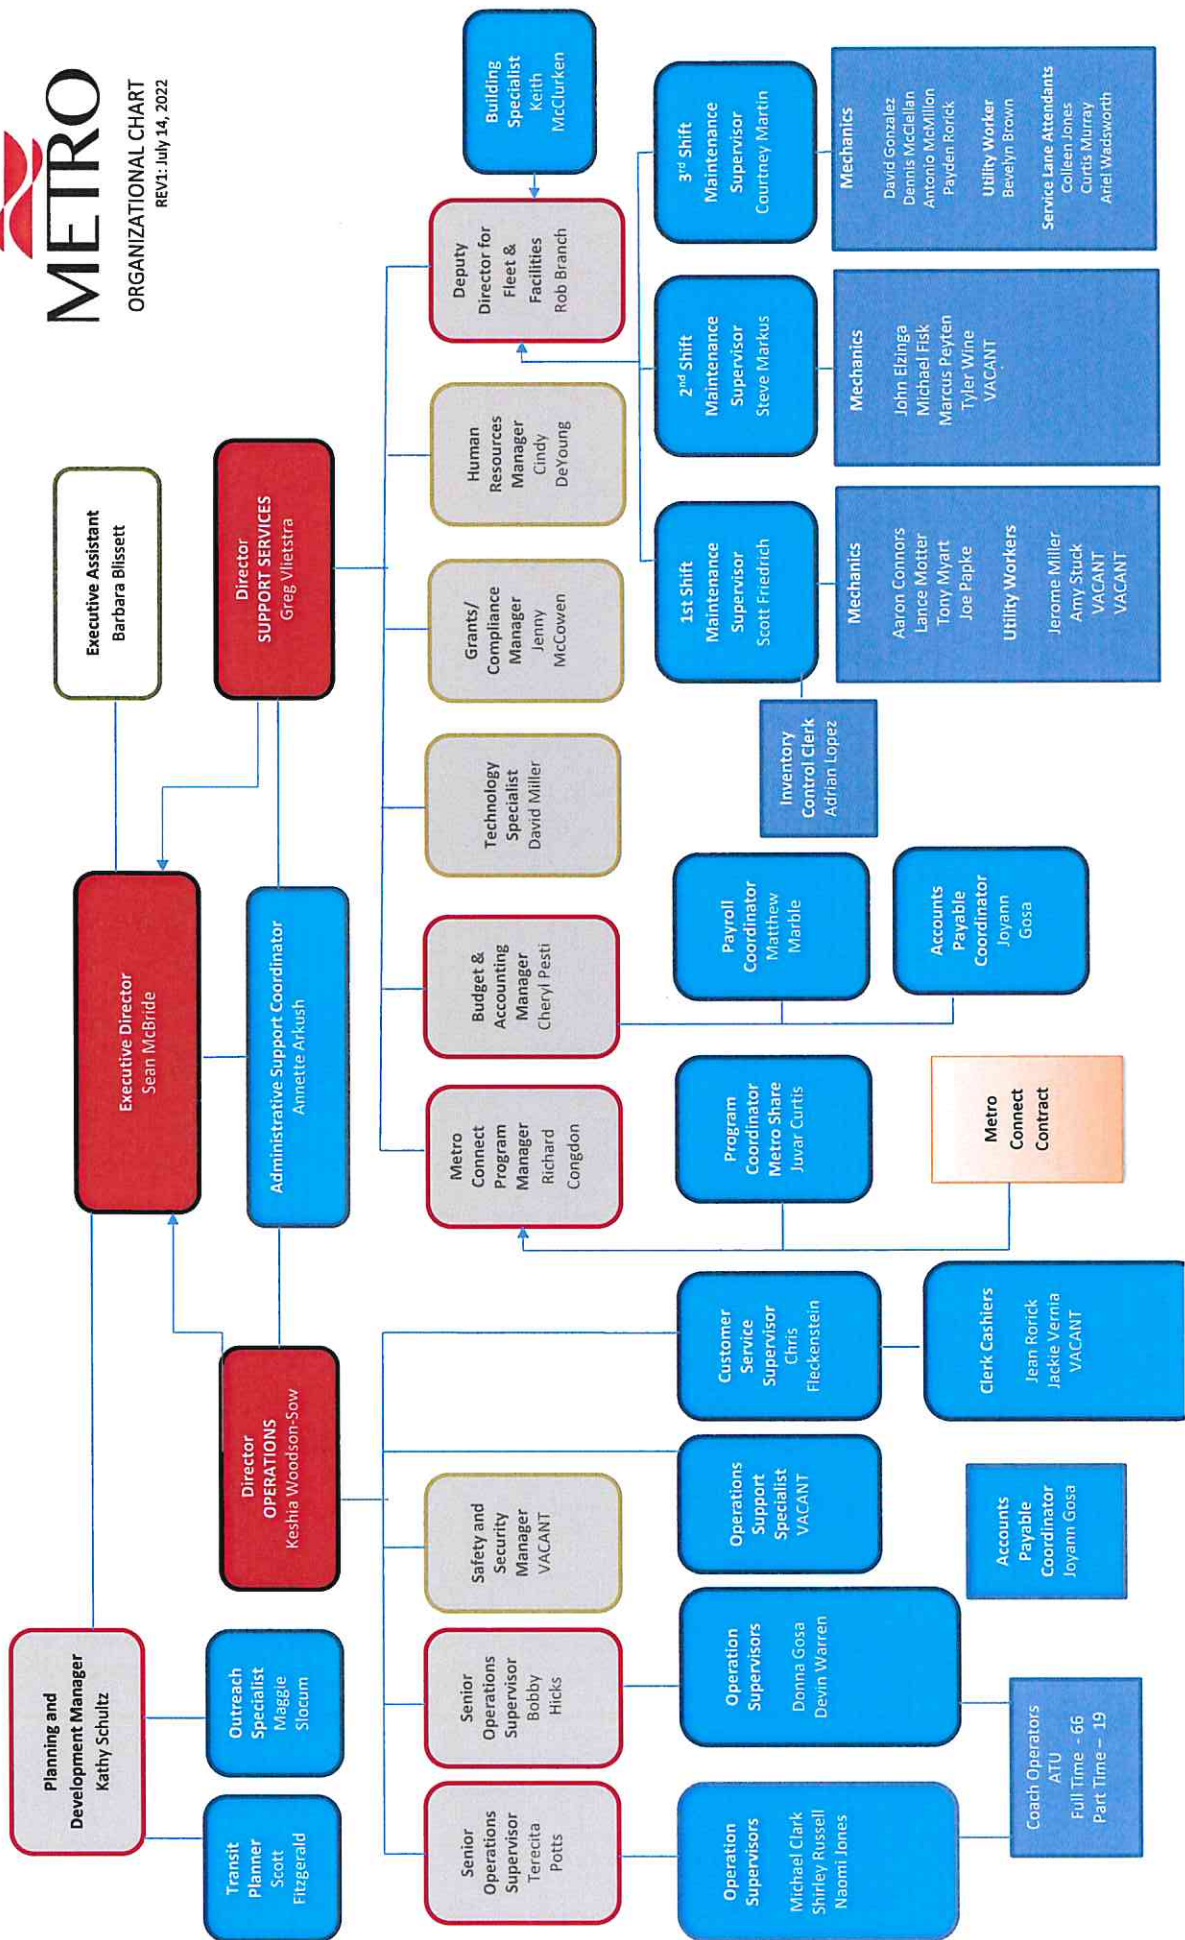 METRO
ORGANIZATIONAL CHART
REV1: July 14, 2022
Planning and
Development Manager
Kathy Schultz
Executive Director
Sean McBride
Executive Assistant
Barbara Blissett
Transit
Planner
Scott
Fitzgerald
Outreach
Specialist
Maggie
Slocum
Director
OPERATIONS
Keshia Woodson-Sow
Administrative Support Coordinator
Annette Arkush
Director
SUPPORT SERVICES
Greg Vlietstra
Senior
Operations
Supervisor
Terecita
Potts
Senior
Operations
Supervisor
Bobby
Hicks
Safety and
Security
Manager
VACANT
Metro
Connect
Program
Manager
Richard
Congdon
Budget &
Accounting
Manager
Cheryl Pesti
Technology
Specialist
David Miller
Grants/
Compliance
Manager
Jenny
McCowen
Human
Resources
Manager
Cindy
DeYoung
Deputy
Director for
Fleet &
Facilities
Rob Branch
Building
Specialist
Keith
McClurken
Operation
Supervisors
Michael Clark
Shirley Russell
Naomi Jones
Operation
Supervisors
Donna Gosa
Devin Warren
Operations
Support
Specialist
VACANT
Customer
Service
Supervisor
Chris
Fleckenstein
Program
Coordinator
Metro Share
Juvar Curtis
Payroll
Coordinator
Matthew
Marble
1st Shift
Maintenance
Supervisor
Scott Friedrich
2nd Shift
Maintenance
Supervisor
Steve Markus
3rd Shift
Maintenance
Supervisor
Courtney Martin
Inventory
Control Clerk
Adrian Lopez
Coach Operators
ATU
Full Time - 66
Part Time – 19
Accounts
Payable
Coordinator
Joyann Gosa
Clerk Cashiers
Jean Rorick
Jackie Vernia
VACANT
Metro
Connect
Contract
Accounts
Payable
Coordinator
Joyann
Gosa
Mechanics
Aaron Connors
Lance Motter
Tony Myart
Joe Papke
Utility Workers
Jerome Miller
Amy Stuck
VACANT
VACANT
Mechanics
John Elzinga
Michael Fisk
Marcus Peyten
Tyler Wine
VACANT
Mechanics
David Gonzalez
Dennis McClellan
Antonio McMillon
Payden Rorick
Utility Worker
Bevelyn Brown
Service Lane Attendants
Colleen Jones
Curtis Murray
Ariel Wadsworth